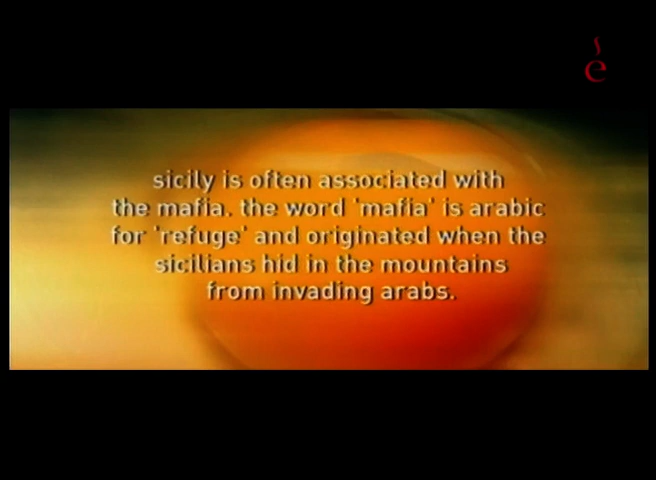 e
sicily is often associated with
the mafia. the word 'mafia' is arabic
for 'refuge' and originated when the
sicilians hid in the mountains
from invading arabs.